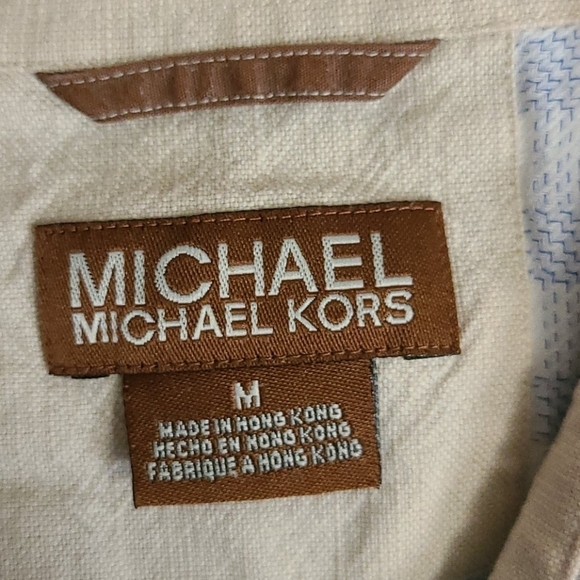 MICHAEL
MICHAEL KORS
M
MADE IN HONG KONG
HECHO EN HONG KONG
FABRIQUE A HONG KONG